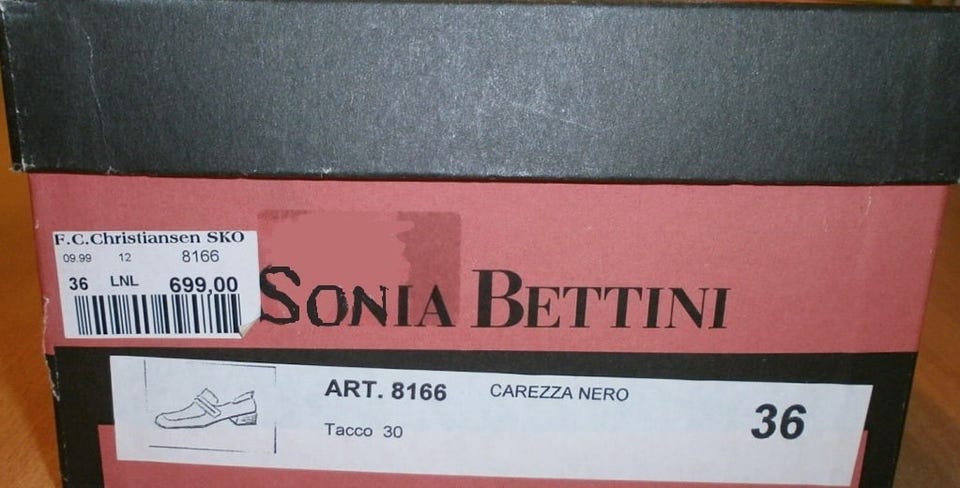 F.C.Christiansen SKO
09.99 12 8166
36 LNL 699,00
SONIA BETTINI
ART. 8166 CAREZZA NERO
Tacco 30
36